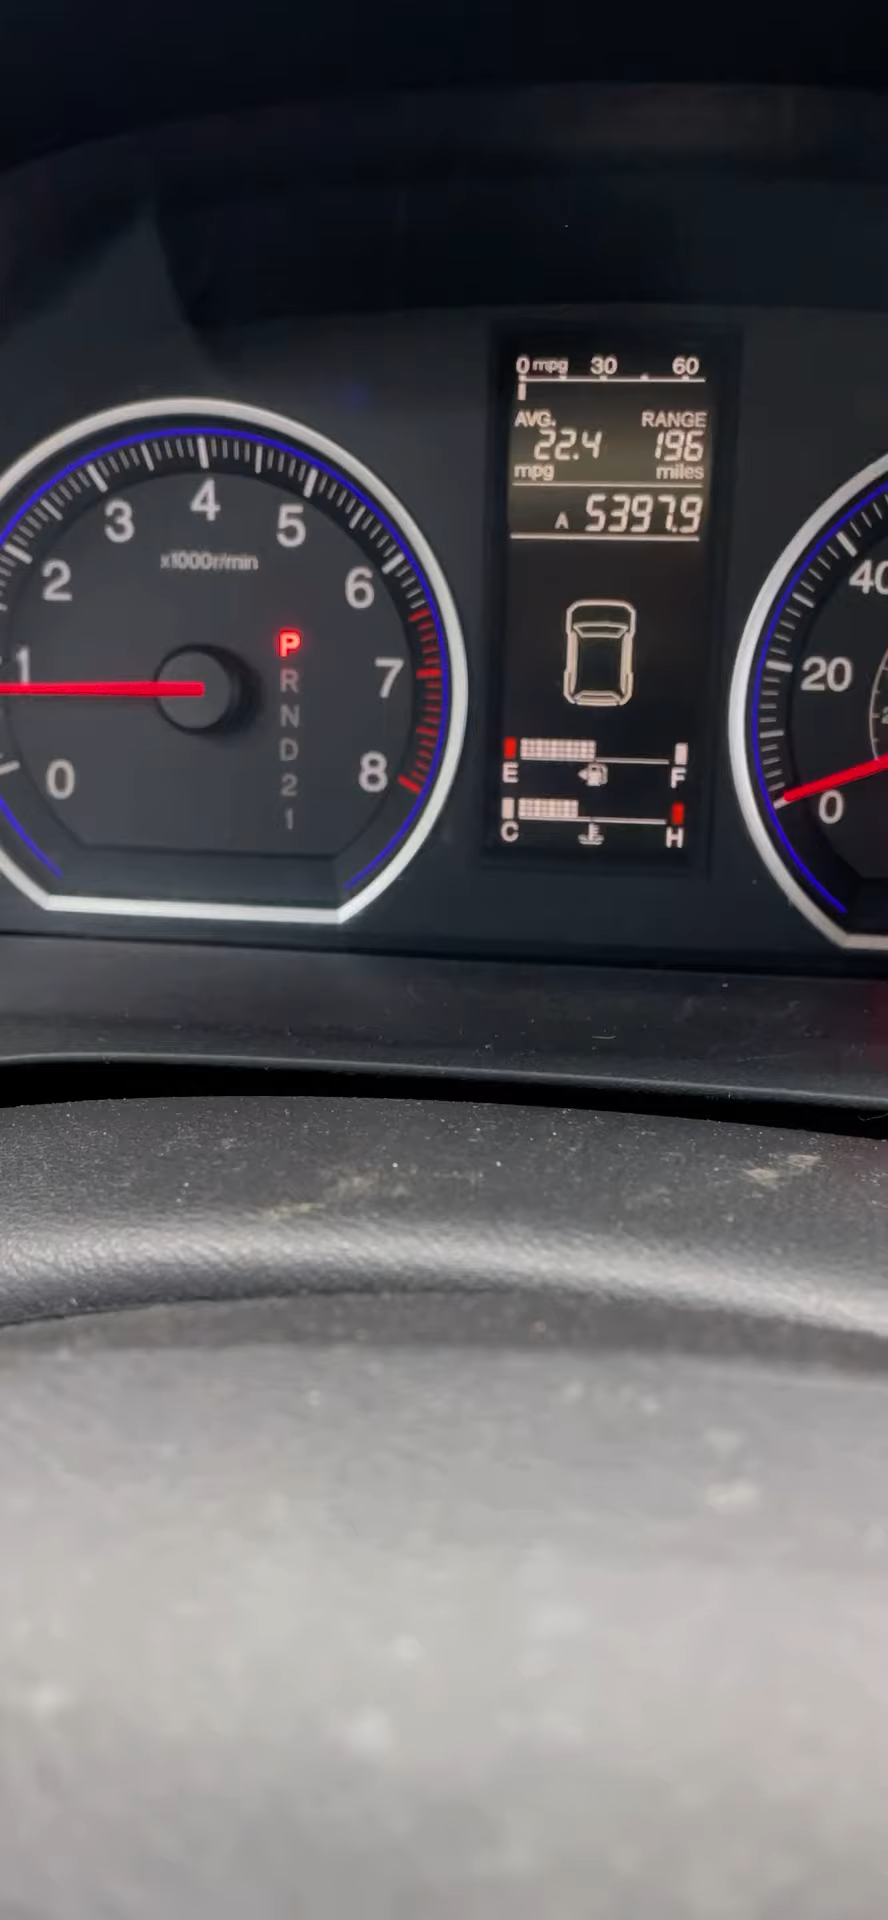 0 mpg 30 60
AVG. RANGE
22.4 196
mpg miles
A 5397.9
0 1 2 3 4 5 6 7 8
x1000r/min
P
R
N
D
2
1
E F
C H
0 20